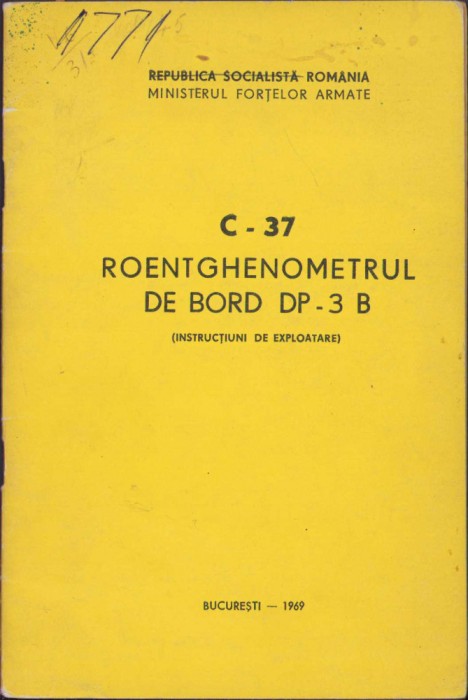 1771
REPUBLICA SOCIALISTĂ ROMÂNIA
MINISTERUL FORȚELOR ARMATE
C - 37
ROENTGHENOMETRUL
DE BORD DP - 3 B
(INSTRUCȚIUNI DE EXPLOATARE)
BUCUREȘTI — 1969